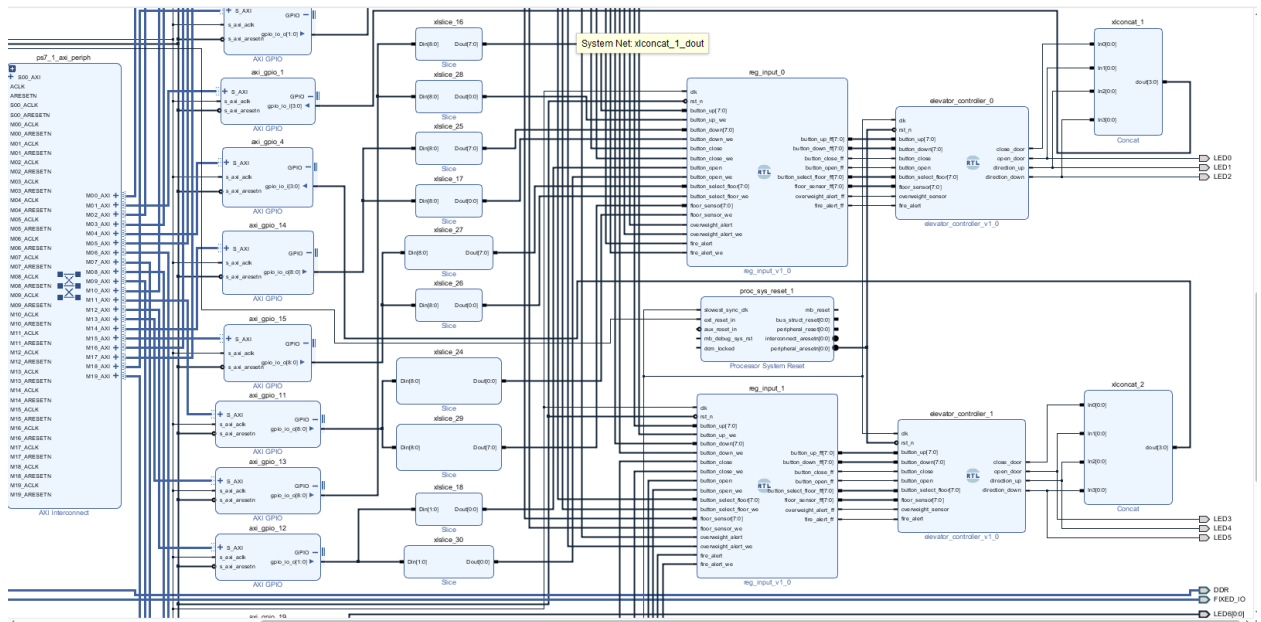 ps7_1_axi_periph
S00_AXI
ACLK
ARESETN
S00_ACLK
S00_ARESETN
M00_ACLK
M00_ARESETN
M01_ACLK
M01_ARESETN
M02_ACLK
M02_ARESETN
M03_ACLK
M03_ARESETN
M04_ACLK
M04_ARESETN
M05_ACLK
M05_ARESETN
M06_ACLK
M06_ARESETN
M07_ACLK
M07_ARESETN
M08_ACLK
M08_ARESETN
M09_ACLK
M09_ARESETN
M10_ACLK
M10_ARESETN
M11_ACLK
M11_ARESETN
M12_ACLK
M12_ARESETN
M13_ACLK
M13_ARESETN
M14_ACLK
M14_ARESETN
M15_ACLK
M15_ARESETN
M16_ACLK
M16_ARESETN
M17_ACLK
M17_ARESETN
M18_ACLK
M18_ARESETN
M19_ACLK
M19_ARESETN
M00_AXI
M01_AXI
M02_AXI
M03_AXI
M04_AXI
M05_AXI
M06_AXI
M07_AXI
M08_AXI
M09_AXI
M10_AXI
M11_AXI
M12_AXI
M13_AXI
M14_AXI
M15_AXI
M16_AXI
M17_AXI
M18_AXI
M19_AXI
AXI Interconnect
S_AXI
GPIO
s_axi_aclk
s_axi_aresetn
gpio_io_o[1:0]
AXI GPIO
axi_gpio_1
S_AXI
GPIO
s_axi_aclk
gpio_io_i[3:0]
s_axi_aresetn
AXI GPIO
axi_gpio_4
S_AXI
GPIO
s_axi_aclk
gpio_io_i[3:0]
s_axi_aresetn
AXI GPIO
axi_gpio_14
S_AXI
GPIO
s_axi_aclk
gpio_io_o[8:0]
s_axi_aresetn
AXI GPIO
axi_gpio_15
S_AXI
GPIO
s_axi_aclk
gpio_io_o[8:0]
s_axi_aresetn
AXI GPIO
axi_gpio_11
S_AXI
GPIO
s_axi_aclk
gpio_io_o[8:0]
s_axi_aresetn
AXI GPIO
axi_gpio_13
S_AXI
GPIO
s_axi_aclk
gpio_io_o[8:0]
s_axi_aresetn
AXI GPIO
axi_gpio_12
S_AXI
GPIO
s_axi_aclk
gpio_io_o[1:0]
s_axi_aresetn
AXI GPIO
xlslice_16
Din[8:0] Dout[7:0]
Slice
xlslice_28
Din[8:0] Dout[0:0]
Slice
xlslice_25
Din[8:0] Dout[7:0]
Slice
xlslice_17
Din[8:0] Dout[0:0]
Slice
xlslice_27
Din[8:0] Dout[7:0]
Slice
xlslice_26
Din[8:0] Dout[0:0]
Slice
xlslice_24
Din[8:0] Dout[0:0]
Slice
xlslice_29
Din[8:0] Dout[7:0]
Slice
xlslice_18
Din[1:0] Dout[0:0]
Slice
xlslice_30
Din[1:0] Dout[0:0]
Slice
System Net: xlconcat_1_dout
reg_input_0
clk
rst_n
button_up[7:0]
button_up_we
button_down[7:0]
button_down_we
button_close
button_close_we
button_open
button_open_we
button_select_floor[7:0]
button_select_floor_we
floor_sensor[7:0]
floor_sensor_we
overweight_alert
overweight_alert_we
fire_alert
fire_alert_we
button_up_ff[7:0]
button_down_ff[7:0]
button_close_ff
button_open_ff
button_select_floor_ff[7:0]
floor_sensor_ff[7:0]
overweight_alert_ff
fire_alert_ff
RTL
reg_input_v1_0
elevator_controller_0
clk
rst_n
button_up[7:0]
button_down[7:0]
button_close
button_open
button_select_floor[7:0]
floor_sensor[7:0]
overweight_sensor
fire_alert
close_door
open_door
direction_up
direction_down
RTL
elevator_controller_v1_0
xlconcat_1
In0[0:0]
In1[0:0]
In2[0:0]
In3[0:0]
dout[3:0]
Concat
LED0
LED1
LED2
proc_sys_reset_1
slowest_sync_clk
ext_reset_in
aux_reset_in
mb_debug_sys_rst
dcm_locked
mb_reset
bus_struct_reset[0:0]
peripheral_reset[0:0]
interconnect_aresetn[0:0]
peripheral_aresetn[0:0]
Processor System Reset
reg_input_1
clk
rst_n
button_up[7:0]
button_up_we
button_down[7:0]
button_down_we
button_close
button_close_we
button_open
button_open_we
button_select_floor[7:0]
button_select_floor_we
floor_sensor[7:0]
floor_sensor_we
overweight_alert
overweight_alert_we
fire_alert
fire_alert_we
button_up_ff[7:0]
button_down_ff[7:0]
button_close_ff
button_open_ff
button_select_floor_ff[7:0]
floor_sensor_ff[7:0]
overweight_alert_ff
fire_alert_ff
RTL
reg_input_v1_0
elevator_controller_1
clk
rst_n
button_up[7:0]
button_down[7:0]
button_close
button_open
button_select_floor[7:0]
floor_sensor[7:0]
overweight_sensor
fire_alert
close_door
open_door
direction_up
direction_down
RTL
elevator_controller_v1_0
xlconcat_2
In0[0:0]
In1[0:0]
In2[0:0]
In3[0:0]
dout[3:0]
Concat
LED3
LED4
LED5
DDR
FIXED_IO
LED6[0:0]